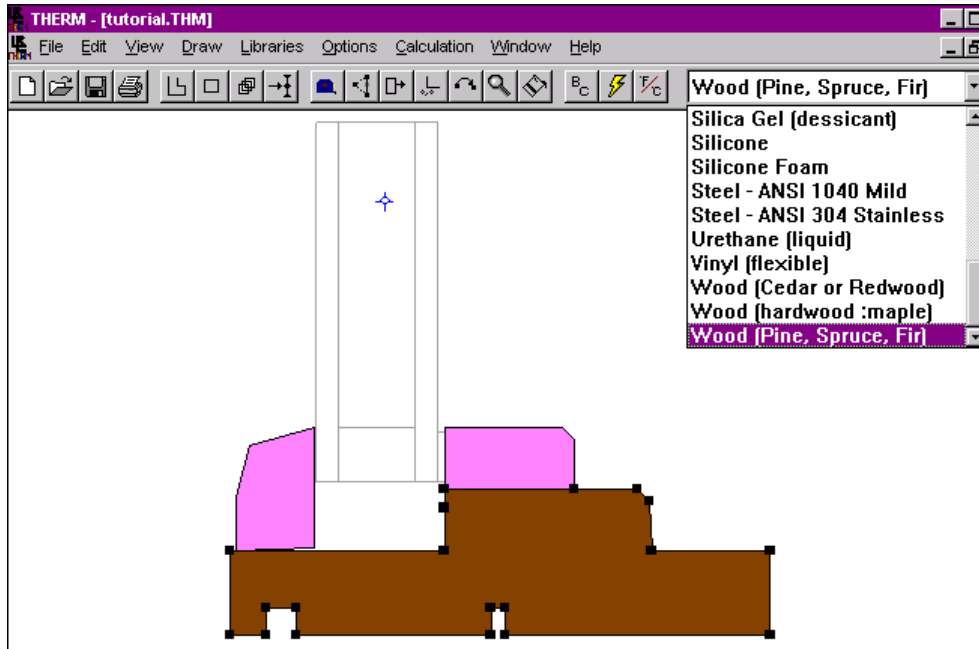 THERM - [tutorial.THM]
File Edit View Draw Libraries Options Calculation Window Help
BC °F/C Wood (Pine, Spruce, Fir)
Silica Gel (dessicant)
Silicone
Silicone Foam
Steel - ANSI 1040 Mild
Steel - ANSI 304 Stainless
Urethane (liquid)
Vinyl (flexible)
Wood (Cedar or Redwood)
Wood (hardwood :maple)
Wood (Pine, Spruce, Fir)